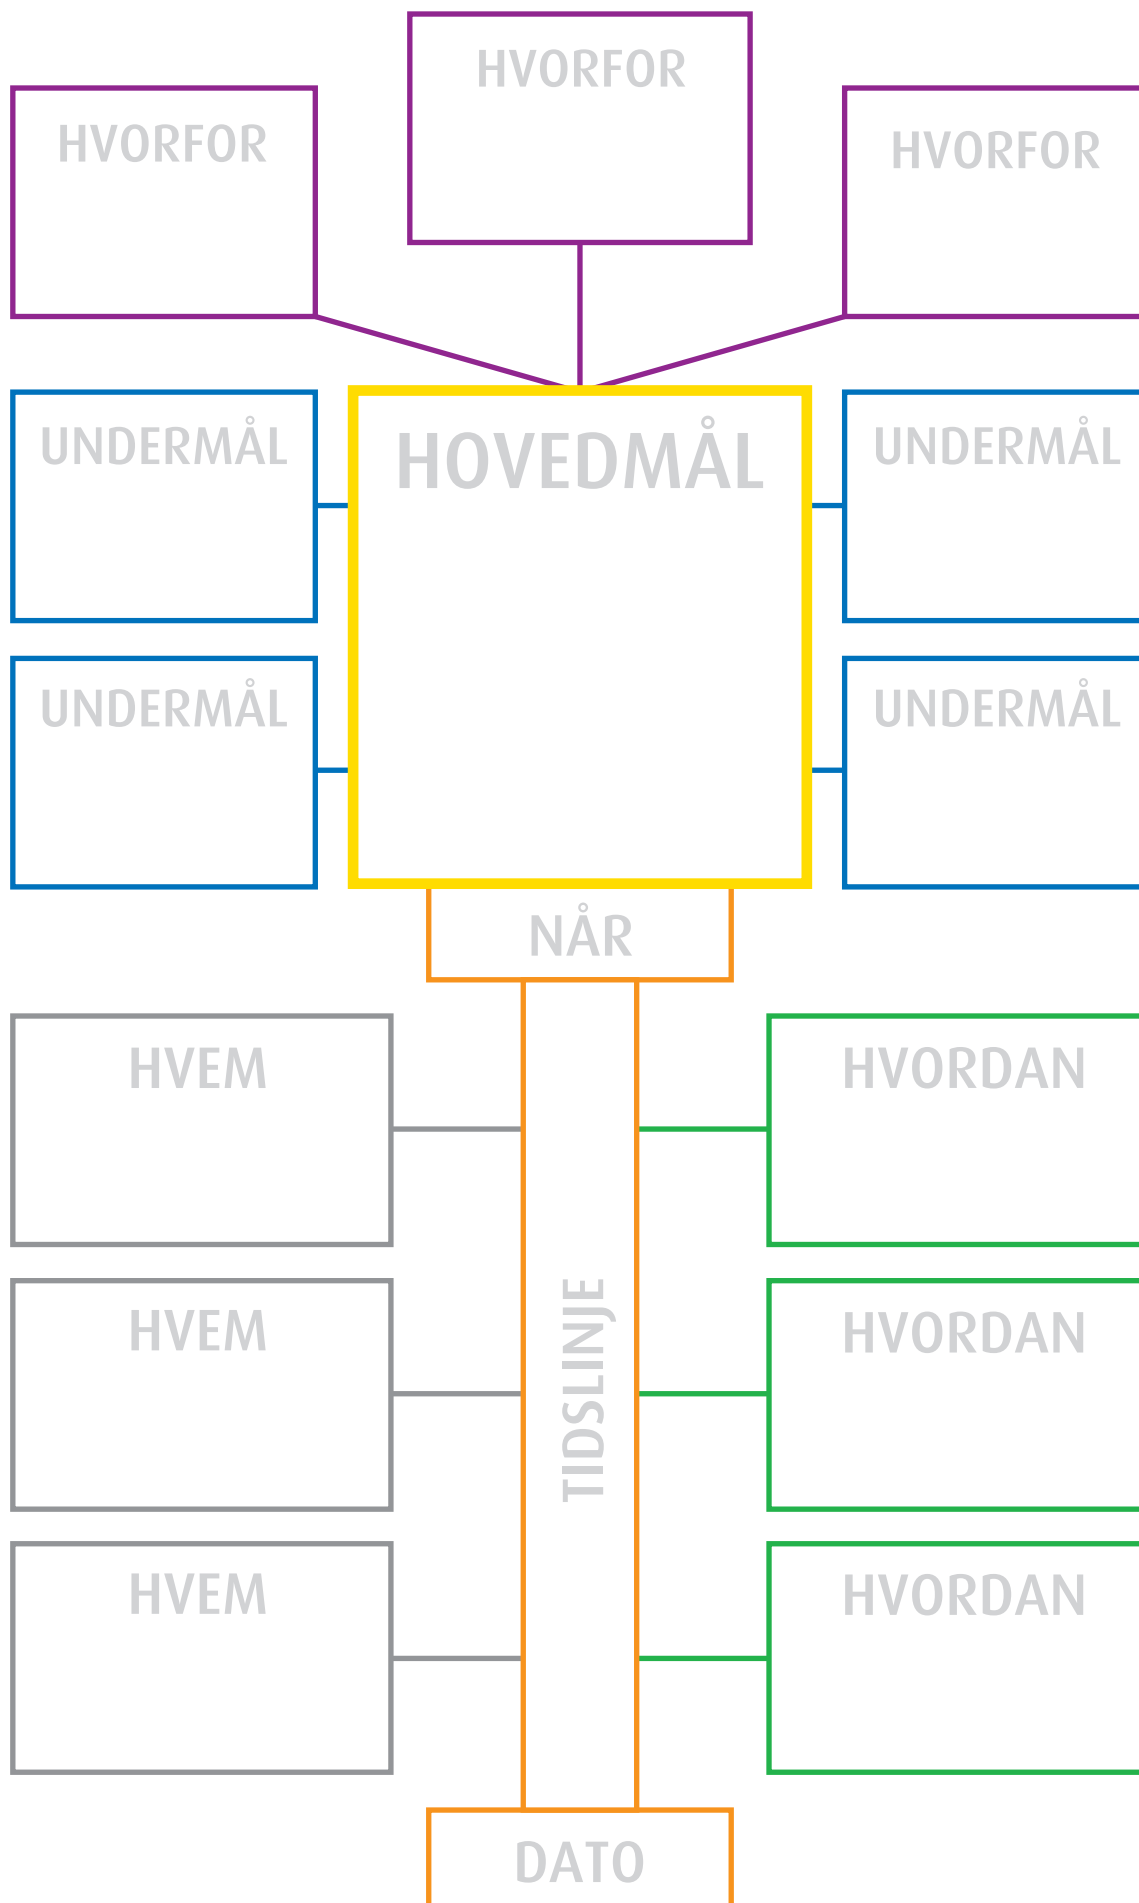 HVORFOR
HVORFOR
HVORFOR
UNDERMÅL
HOVEDMÅL
UNDERMÅL
UNDERMÅL
UNDERMÅL
NÅR
HVEM
HVORDAN
HVEM
HVORDAN
TIDSLINJE
HVEM
HVORDAN
DATO